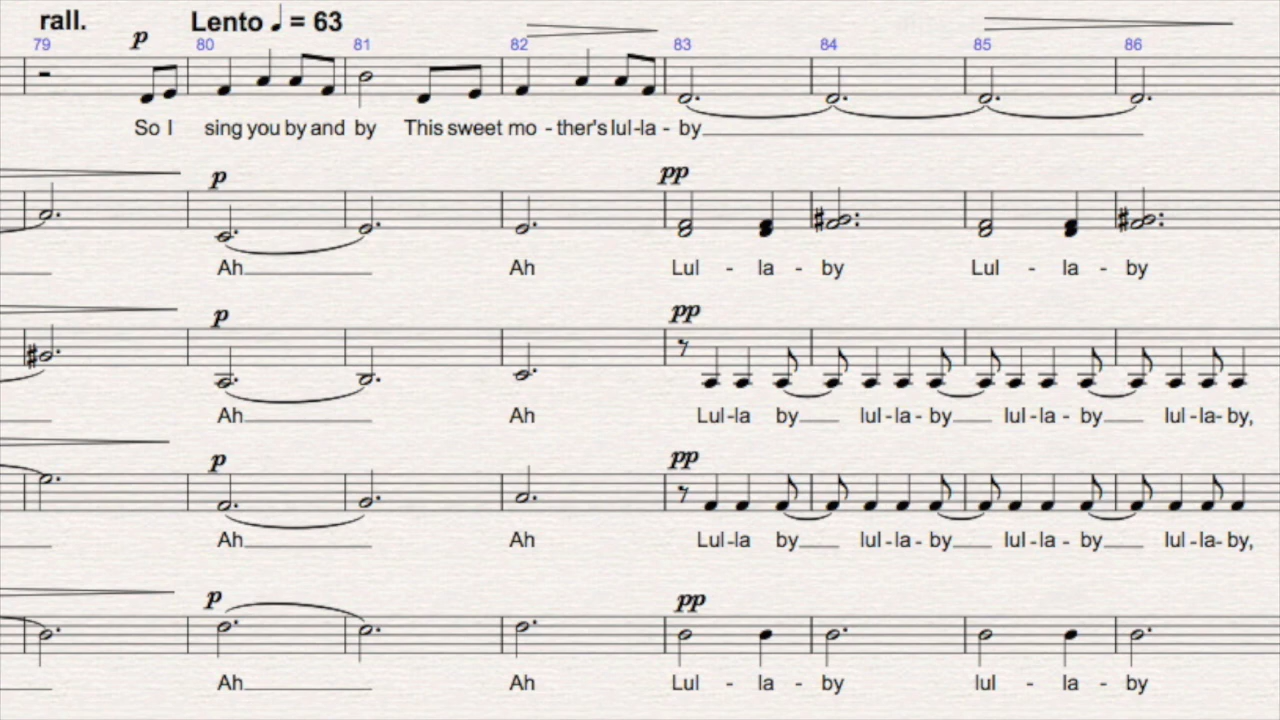 rall. Lento ♩ = 63
p
79 80 81 82 83 84 85 86
So I sing you by and by This sweet mo - ther's lul - la - by
p pp
Ah Ah Lul - la - by Lul - la - by
p pp
Ah Ah Lul - la by lul - la - by lul - la - by lul - la - by,
p pp
Ah Ah Lul - la by lul - la - by lul - la - by lul - la - by,
p pp
Ah Ah Lul - la - by lul - la - by